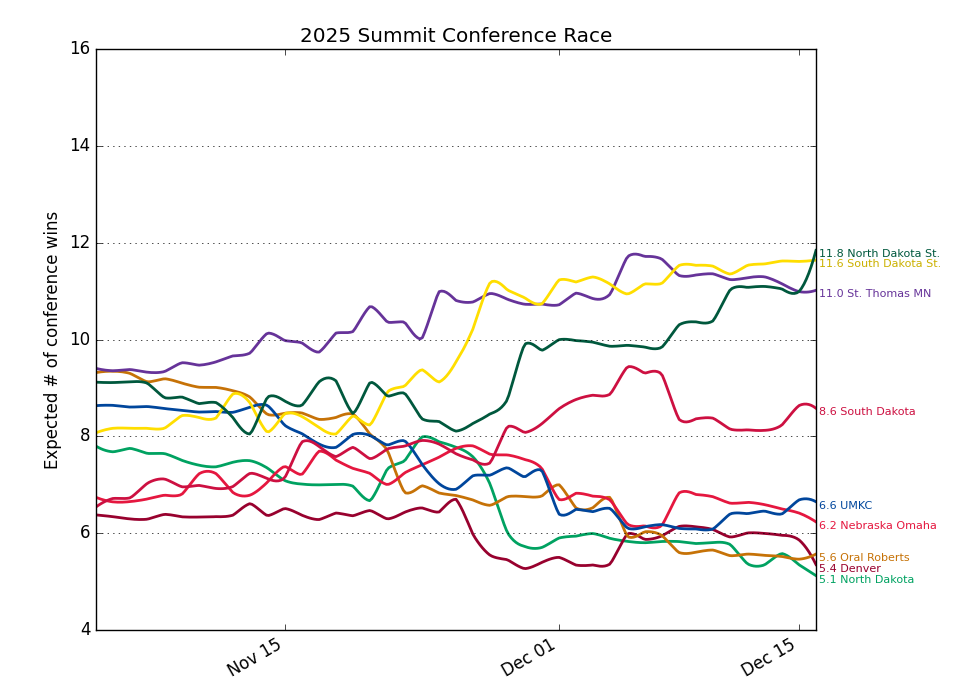 2025 Summit Conference Race
Expected # of conference wins
16
14
12
10
8
6
4
Nov 15
Dec 01
Dec 15
11.8 North Dakota St.
11.6 South Dakota St.
11.0 St. Thomas MN
8.6 South Dakota
6.6 UMKC
6.2 Nebraska Omaha
5.6 Oral Roberts
5.4 Denver
5.1 North Dakota